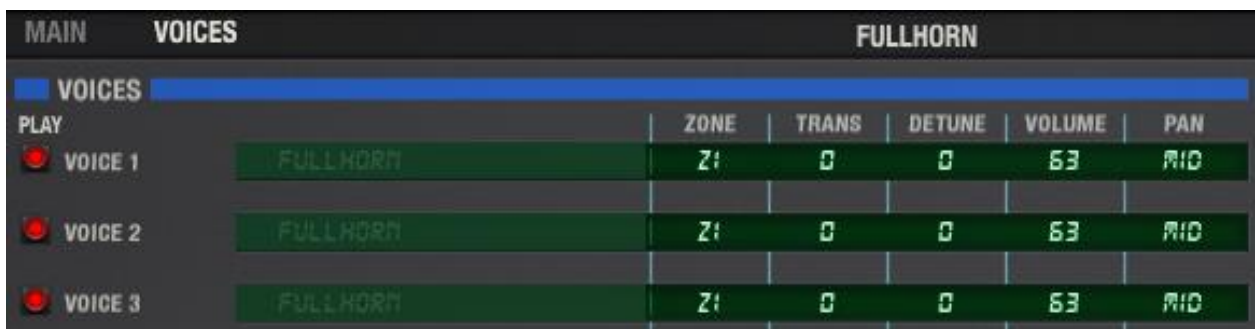 MAIN VOICES FULLHORN
VOICES
PLAY ZONE TRANS DETUNE VOLUME PAN
VOICE 1 FULLHORN Z1 0 0 63 MID
VOICE 2 FULLHORN Z1 0 0 63 MID
VOICE 3 FULLHORN Z1 0 0 63 MID